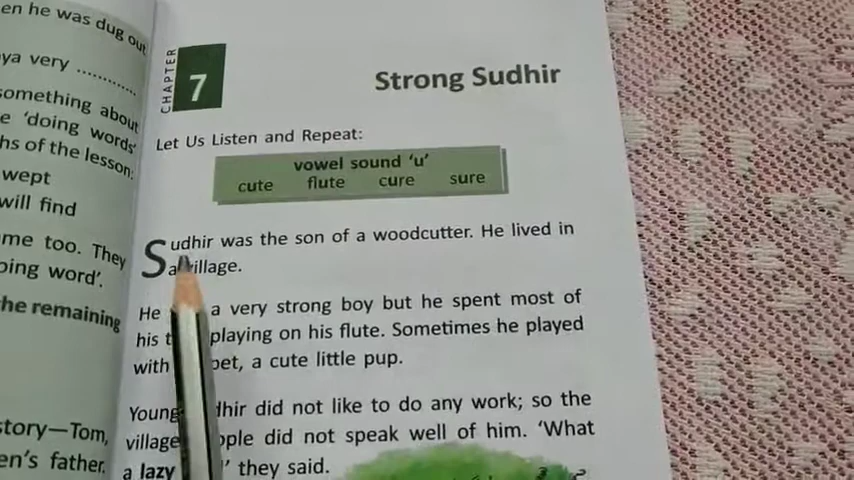 en he was dug out
ya very ..............
something about
e 'doing words'
hs of the lesson:
wept
will find
me too. They
oing word'.
he remaining
story—Tom,
en's father.
CHAPTER 7
Strong Sudhir
Let Us Listen and Repeat:
vowel sound 'u'
cute flute cure sure
Sudhir was the son of a woodcutter. He lived in
a village.
He a very strong boy but he spent most of
his playing on his flute. Sometimes he played
with pet, a cute little pup.
Young dhir did not like to do any work; so the
village ople did not speak well of him. 'What
a lazy ' they said.